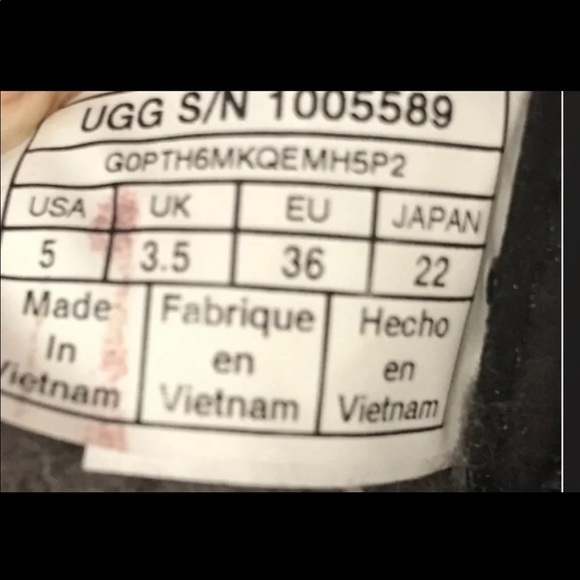 UGG S/N 1005589
G0PTH6MKQEMH5P2
USA UK EU JAPAN
5 3.5 36 22
Made Fabrique Hecho
In en en
Vietnam Vietnam Vietnam